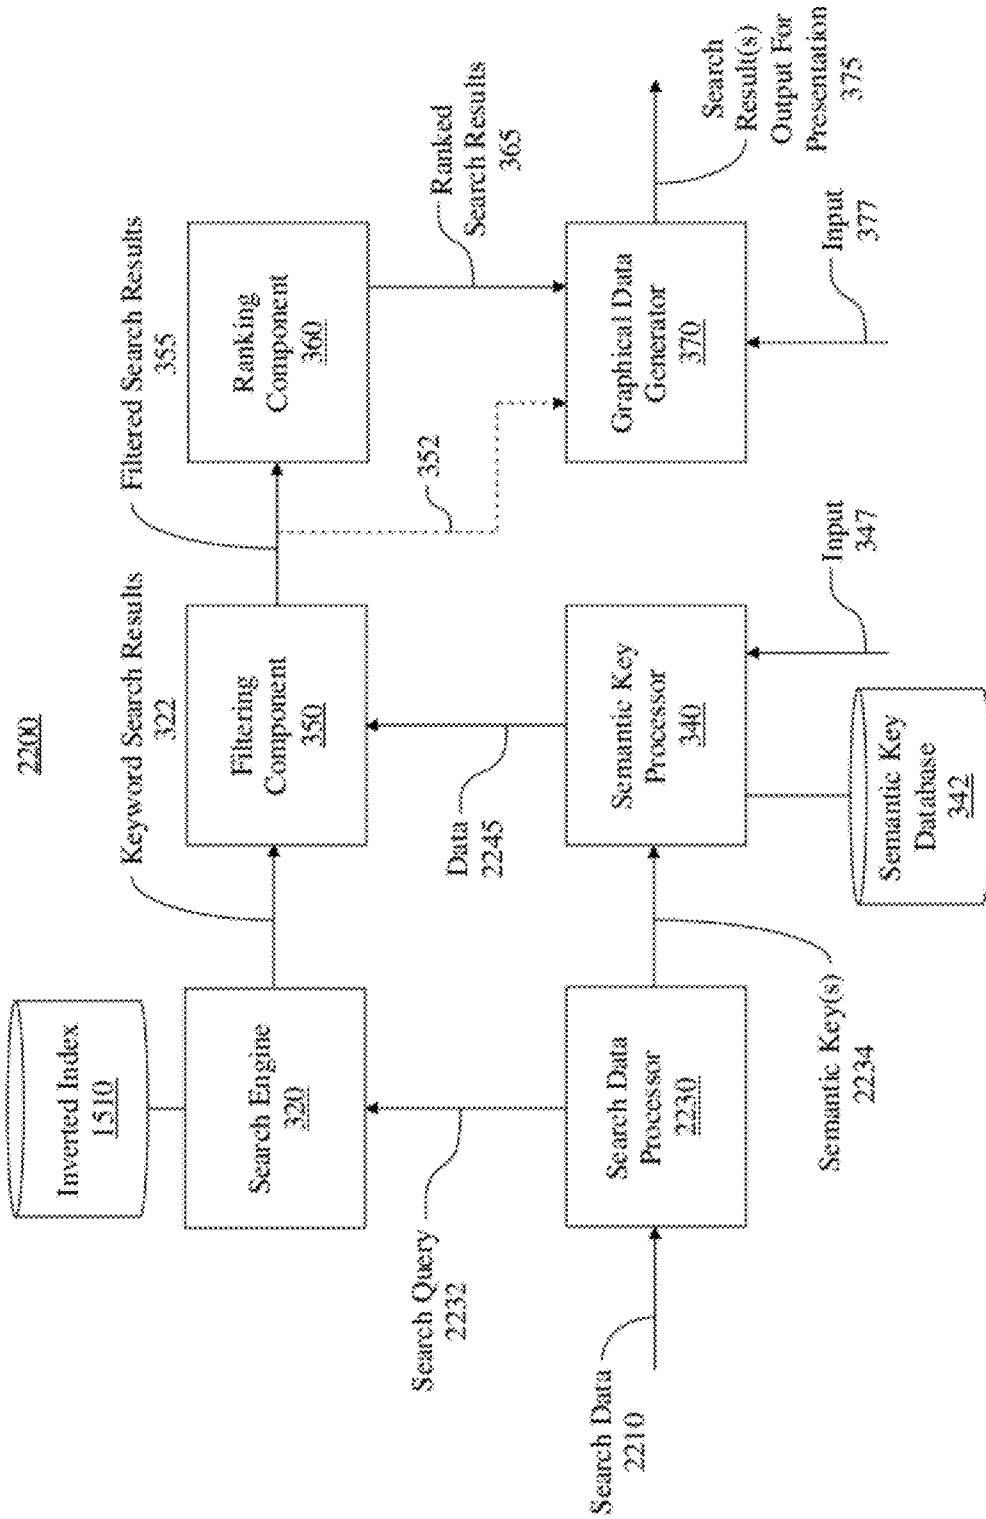 2200
Inverted Index
1510
Search Engine
320
Keyword Search Results
322
Filtering
Component
350
Filtered Search Results
355
Ranking
Component
360
Search Query
2232
Data
2245
352
Ranked
Search Results
365
Search Data
2210
Search Data
Processor
2230
Semantic Key(s)
2234
Semantic Key
Processor
340
Semantic Key
Database
342
Input
347
Graphical Data
Generator
370
Input
377
Search
Result(s)
Output For
Presentation
375